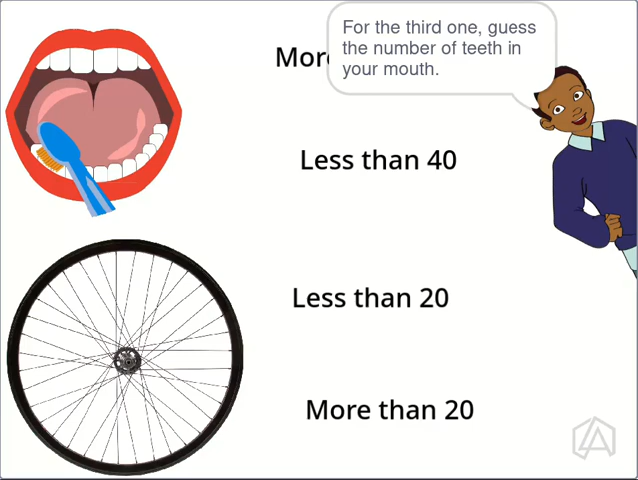 For the third one, guess
the number of teeth in
your mouth.
More
Less than 40
Less than 20
More than 20